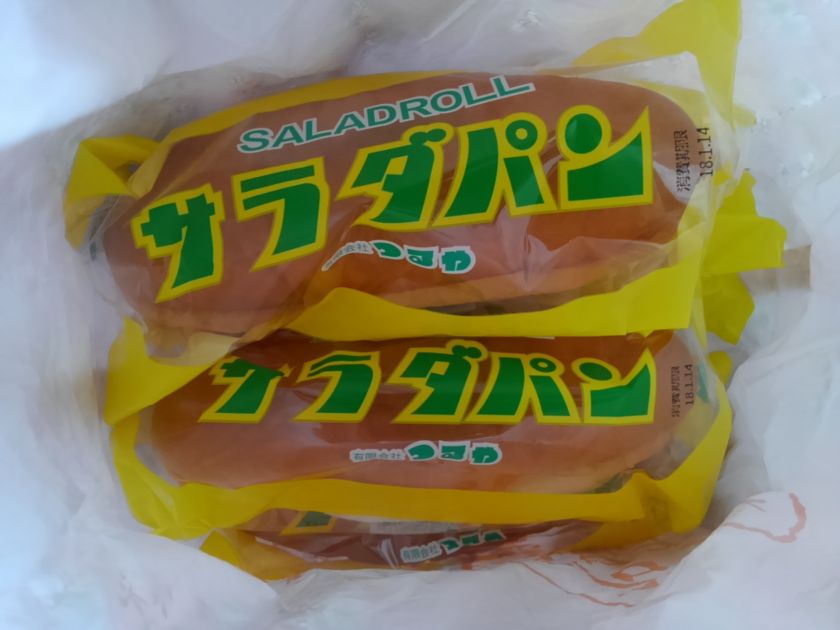 SALADROLL
サラダパン
有限会社 つるや
消費期限
18.1.14
サラダパン
有限会社 つるや
消費期限
18.1.14
有限会社 つるや